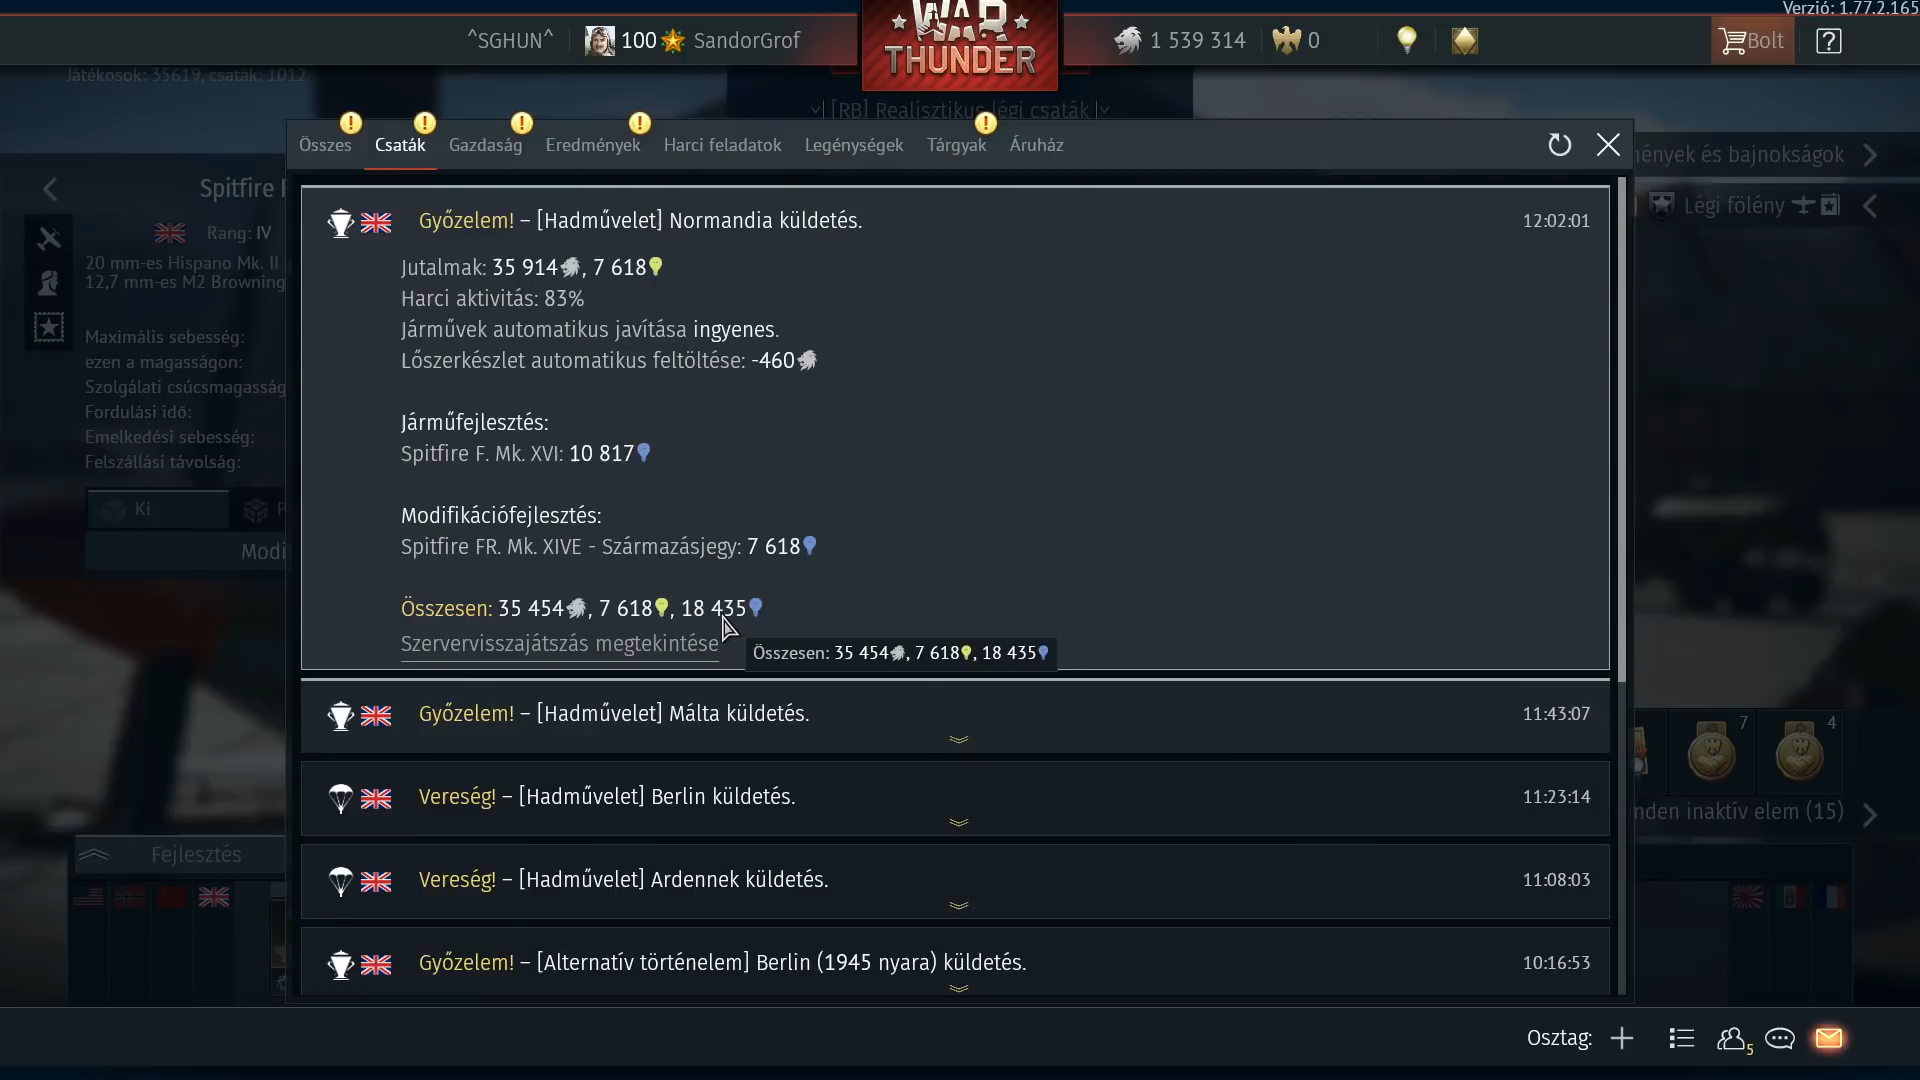 Verzió: 1.77.2.165
^SGHUN^ 100 SandorGrof
WAR
THUNDER
1 539 314 0
Bolt ?
Játékosok: 35619, csaták: 1012
[RB] Realisztikus légi csaták
Összes Csaták Gazdaság Eredmények Harci feladatok Legénységek Tárgyak Áruház
ények és bajnokságok
Légi fölény
Spitfire
Rang: IV
20 mm-es Hispano Mk. II
12,7 mm-es M2 Browning
Maximális sebesség:
ezen a magasságon:
Szolgálati csúcsmagasság
Fordulási idő:
Emelkedési sebesség:
Felszállási távolság:
Ki
Modi
Győzelem! – [Hadművelet] Normandia küldetés. 12:02:01
Jutalmak: 35 914, 7 618
Harci aktivitás: 83%
Járművek automatikus javítása ingyenes.
Lőszerkészlet automatikus feltöltése: -460
Járműfejlesztés:
Spitfire F. Mk. XVI: 10 817
Modifikációfejlesztés:
Spitfire FR. Mk. XIVE - Származásjegy: 7 618
Összesen: 35 454, 7 618, 18 435
Szervervisszajátszás megtekintése
Összesen: 35 454, 7 618, 18 435
Győzelem! – [Hadművelet] Málta küldetés. 11:43:07
Vereség! – [Hadművelet] Berlin küldetés. 11:23:14
Vereség! – [Hadművelet] Ardennek küldetés. 11:08:03
Győzelem! – [Alternatív történelem] Berlin (1945 nyara) küldetés. 10:16:53
7 4
nden inaktív elem (15)
Fejlesztés
Osztag: 5